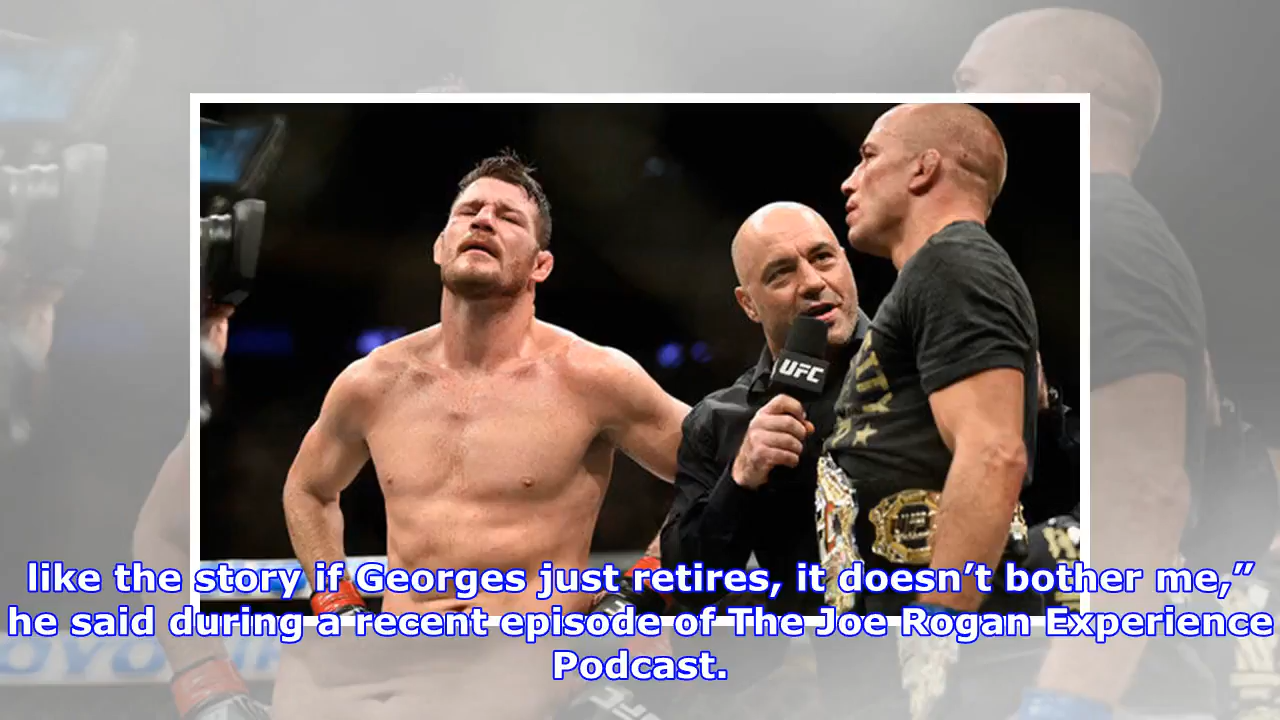 UFC
like the story if Georges just retires, it doesn’t bother me,”
he said during a recent episode of The Joe Rogan Experience
Podcast.